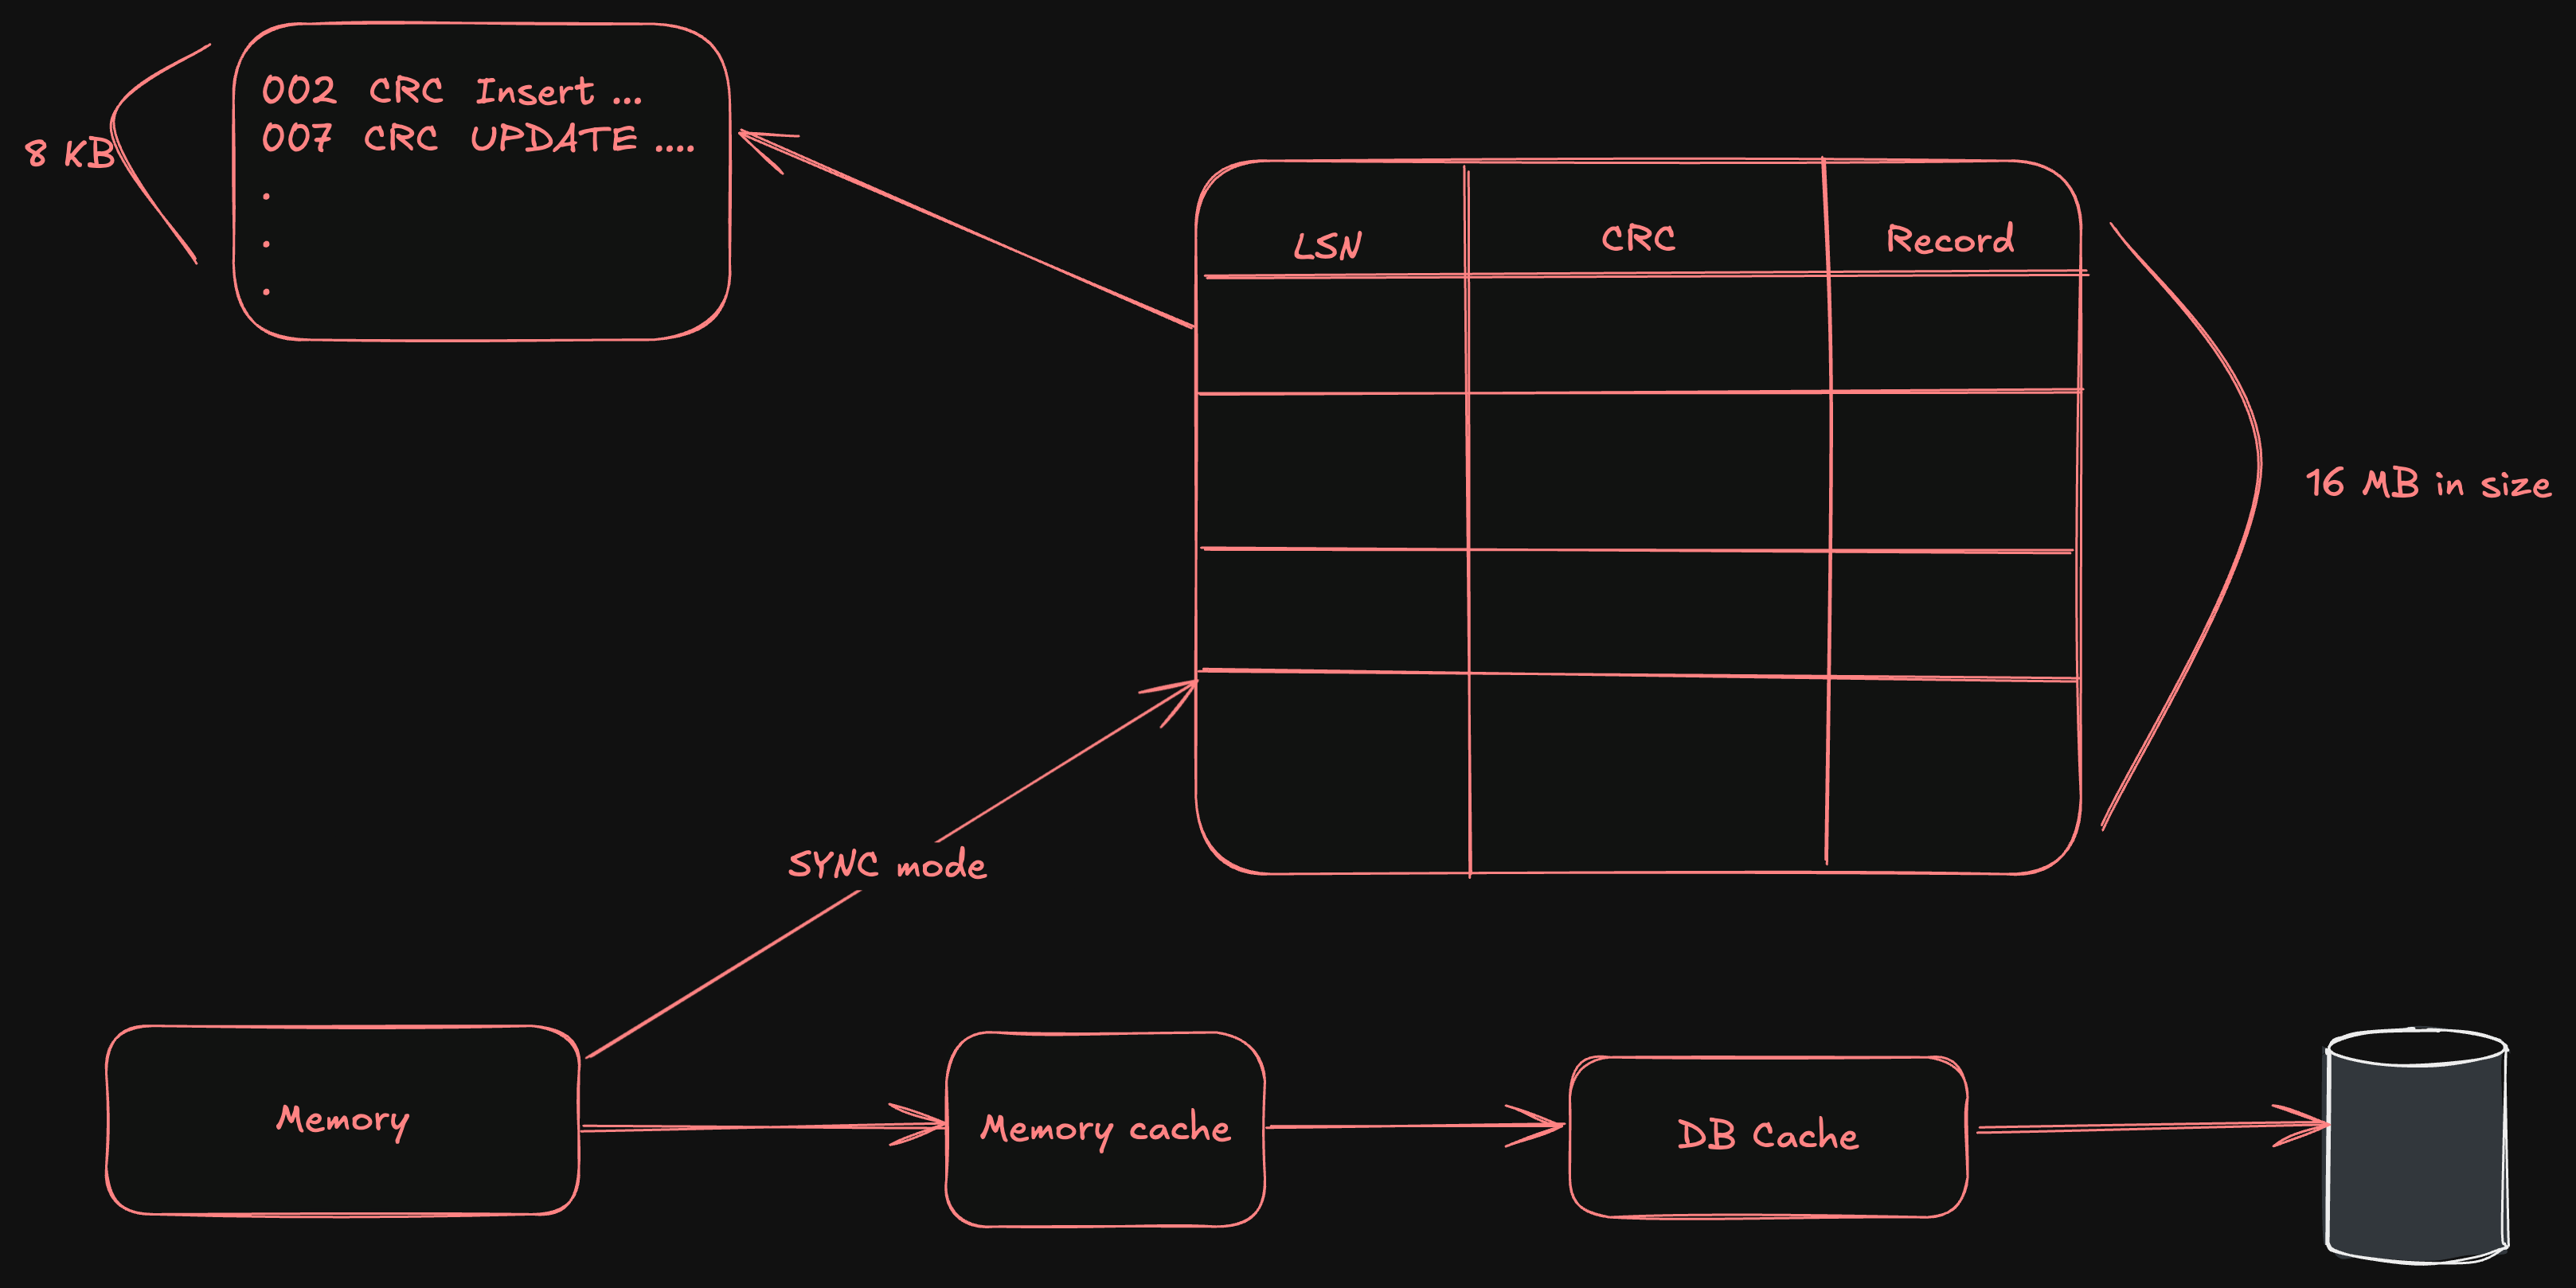 002 CRC Insert ...
007 CRC UPDATE ....
.
.
.
8 KB
LSN
CRC
Record
16 MB in size
SYNC mode
Memory
Memory cache
DB Cache